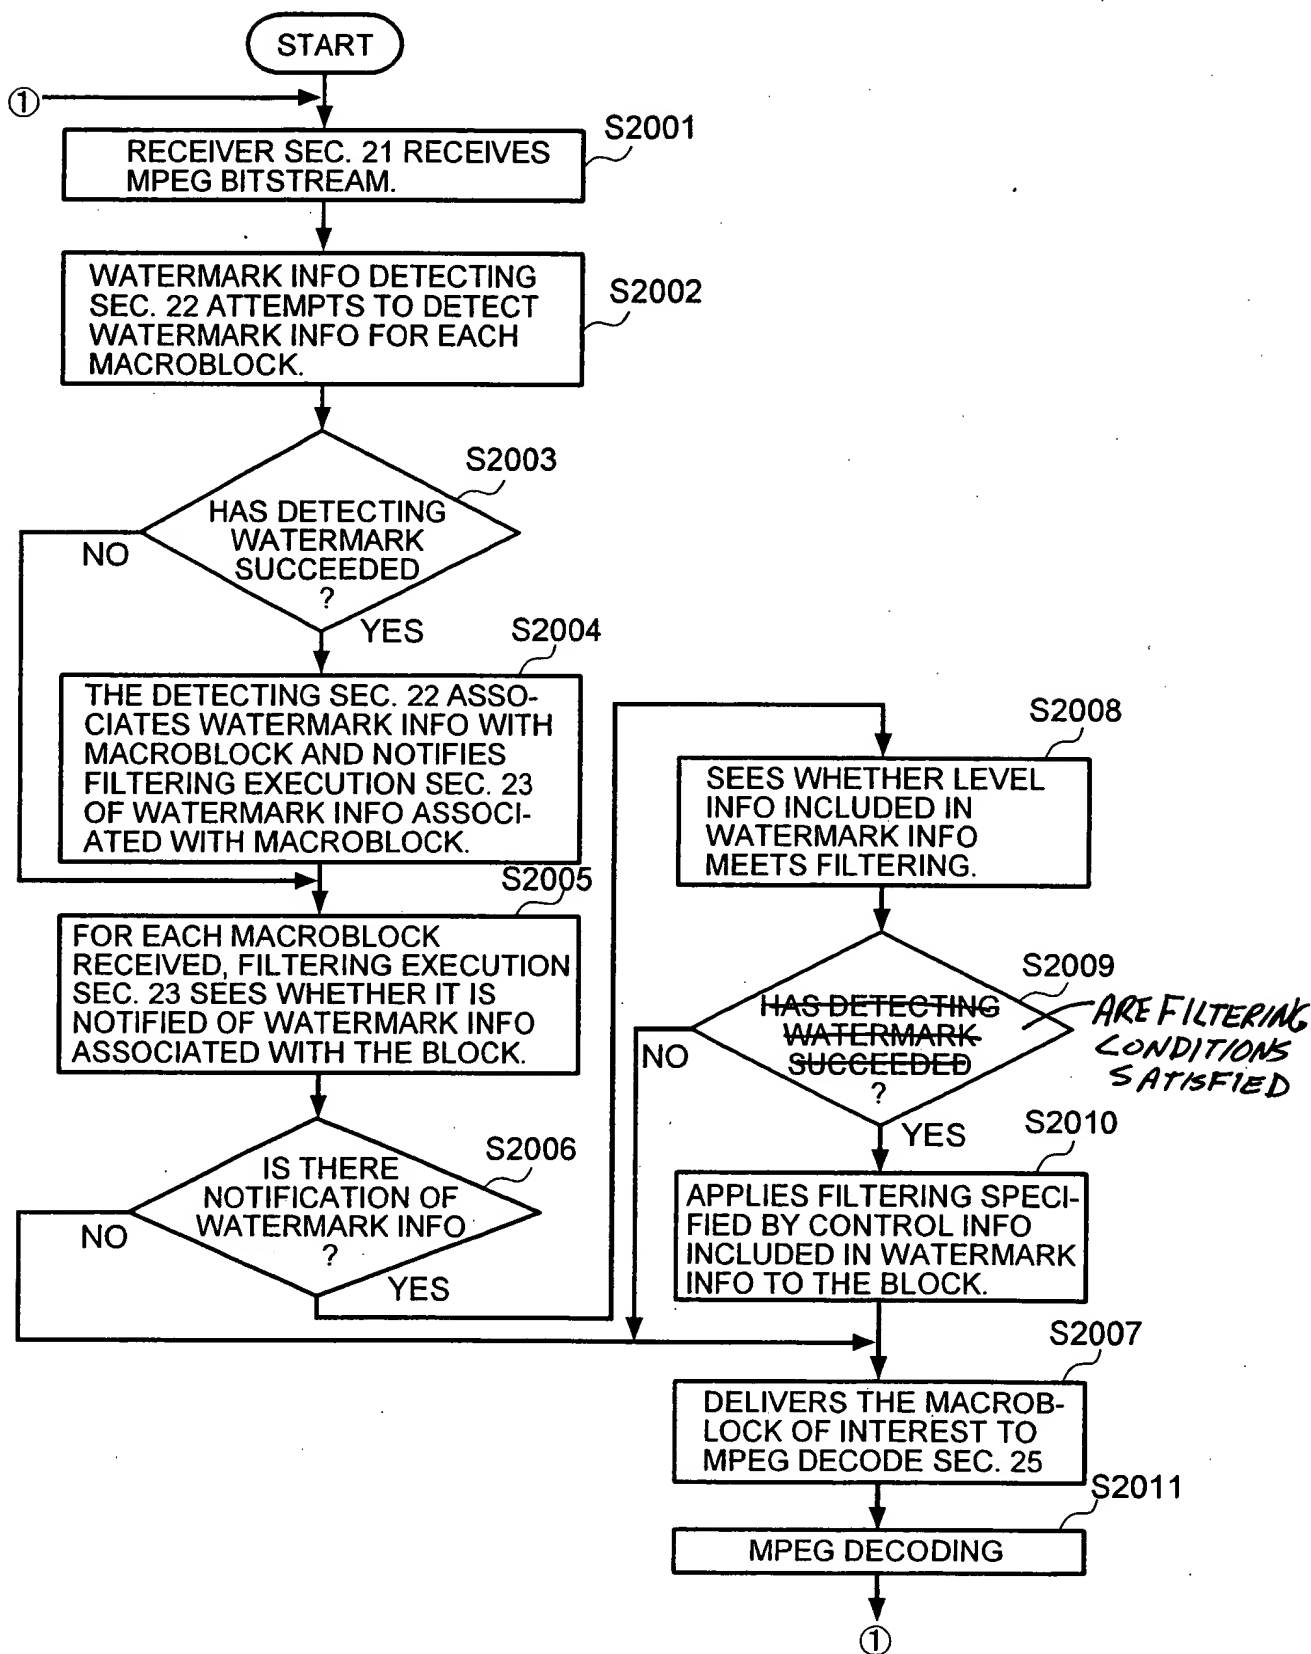 START
①
S2001
RECEIVER SEC. 21 RECEIVES
MPEG BITSTREAM.
S2002
WATERMARK INFO DETECTING
SEC. 22 ATTEMPTS TO DETECT
WATERMARK INFO FOR EACH
MACROBLOCK.
S2003
HAS DETECTING
WATERMARK
SUCCEEDED
?
NO
YES
S2004
THE DETECTING SEC. 22 ASSO-
CIATES WATERMARK INFO WITH
MACROBLOCK AND NOTIFIES
FILTERING EXECUTION SEC. 23
OF WATERMARK INFO ASSOCI-
ATED WITH MACROBLOCK.
S2005
FOR EACH MACROBLOCK
RECEIVED, FILTERING EXECUTION
SEC. 23 SEES WHETHER IT IS
NOTIFIED OF WATERMARK INFO
ASSOCIATED WITH THE BLOCK.
S2006
IS THERE
NOTIFICATION OF
WATERMARK INFO
?
NO
YES
S2008
SEES WHETHER LEVEL
INFO INCLUDED IN
WATERMARK INFO
MEETS FILTERING.
S2009
HAS DETECTING
WATERMARK
SUCCEEDED
?
ARE FILTERING
CONDITIONS
SATISFIED
NO
YES
S2010
APPLIES FILTERING SPECI-
FIED BY CONTROL INFO
INCLUDED IN WATERMARK
INFO TO THE BLOCK.
S2007
DELIVERS THE MACROB-
LOCK OF INTEREST TO
MPEG DECODE SEC. 25
S2011
MPEG DECODING
①